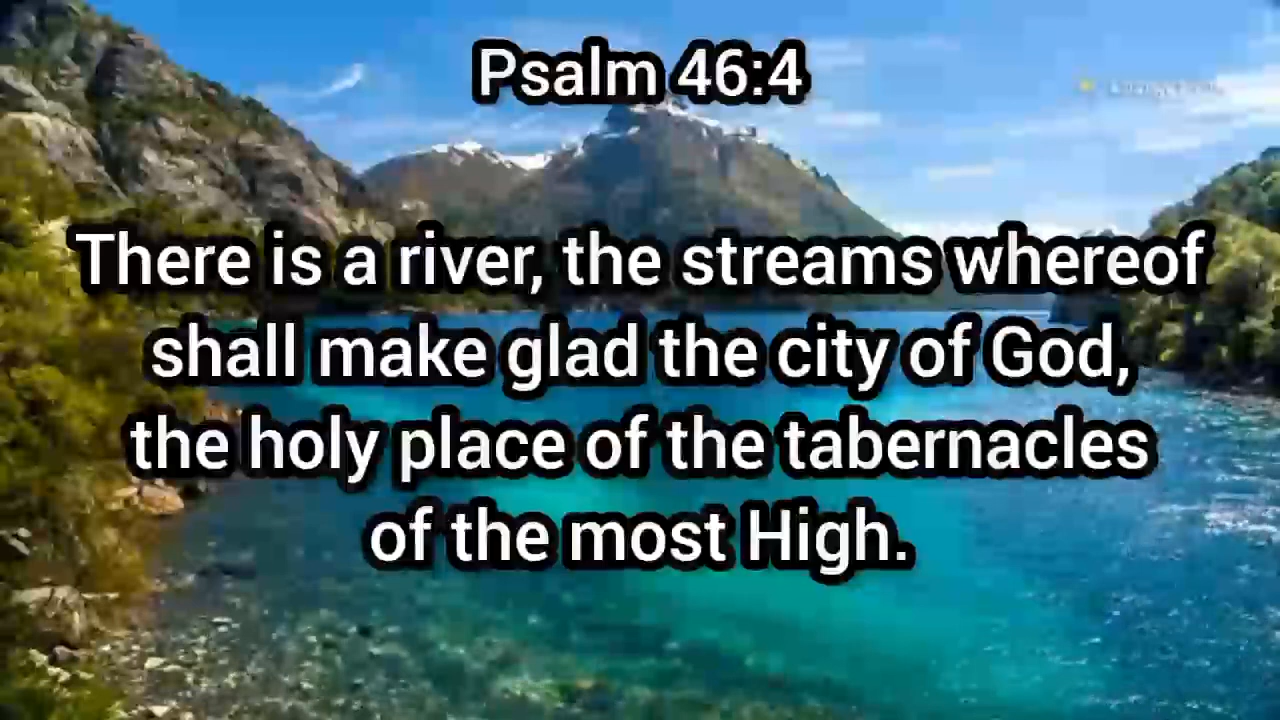 Psalm 46:4
There is a river, the streams whereof
shall make glad the city of God,
the holy place of the tabernacles
of the most High.